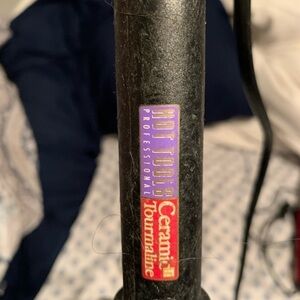 HOT TOOLS
PROFESSIONAL
Ceramic
Tourmaline